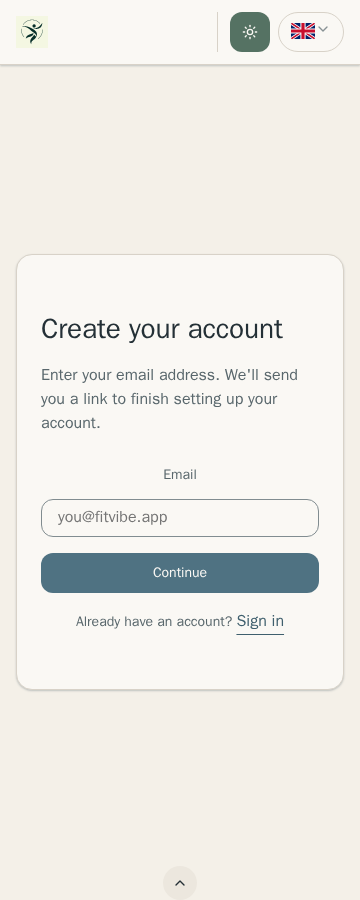 Create your account
Enter your email address. We'll send
you a link to finish setting up your
account.
Email
you@fitvibe.app
Continue
Already have an account? Sign in